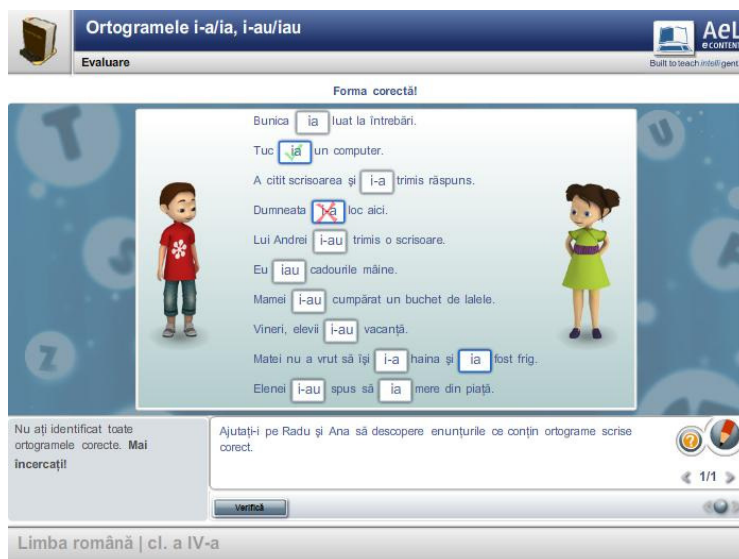 Ortogramele i-a/ia, i-au/iau
AeL
eCONTENT
Evaluare
Built to teach intelligent.
Forma corectă!
Bunica ia luat la întrebări.
Tuc ia un computer.
A citit scrisoarea și i-a trimis răspuns.
Dumneata i-a loc aici.
Lui Andrei i-au trimis o scrisoare.
Eu iau cadourile mâine.
Mamei i-au cumpărat un buchet de lalele.
Vineri, elevii i-au vacanță.
Matei nu a vrut să își i-a haina și ia fost frig.
Elenei i-au spus să ia mere din piață.
Nu ați identificat toate
ortogramele corecte. Mai
încercați!
Ajutați-i pe Radu și Ana să descopere enunțurile ce conțin ortograme scrise
corect.
1/1
Verifică
Limba română | cl. a IV-a